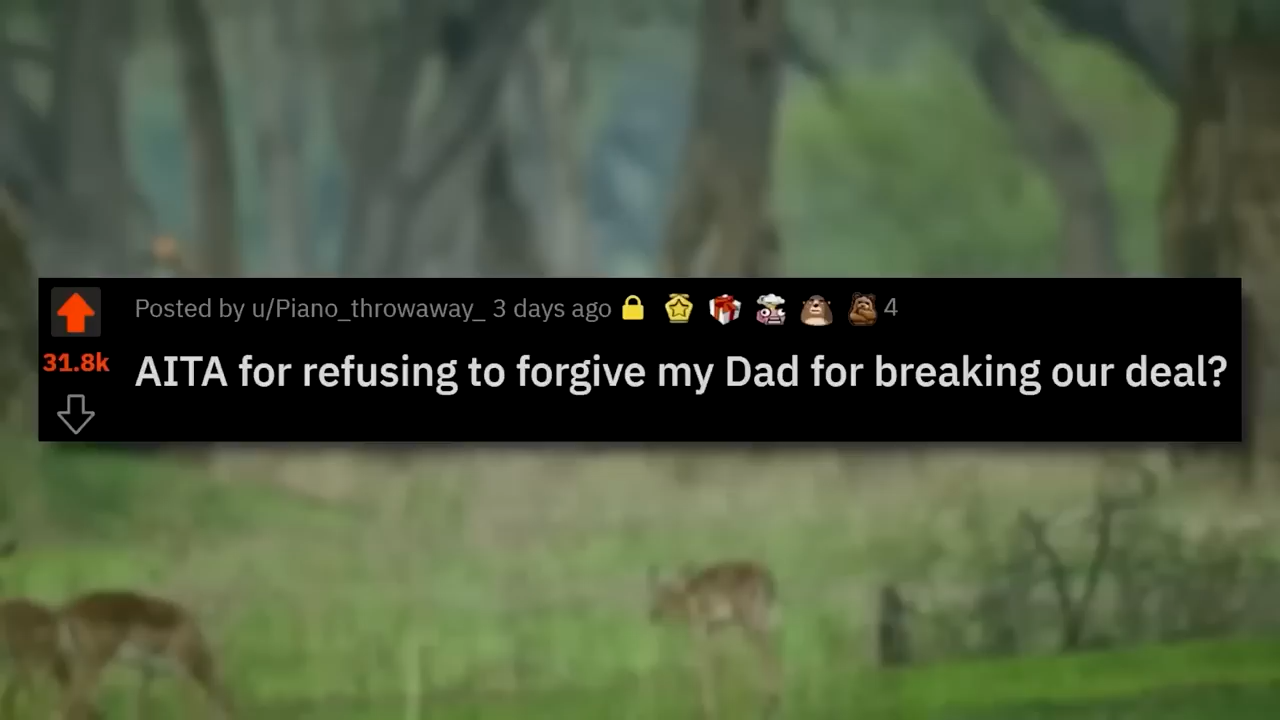 Posted by u/Piano_throwaway_ 3 days ago 4
31.8k
AITA for refusing to forgive my Dad for breaking our deal?